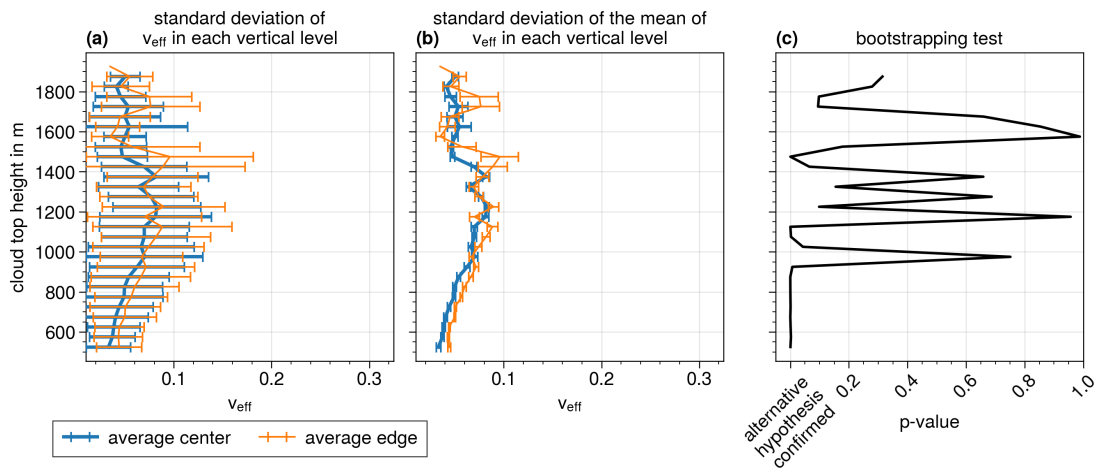 standard deviation of
(a) v_eff in each vertical level
standard deviation of the mean of
(b) v_eff in each vertical level
(c) bootstrapping test
cloud top height in m
1800
1600
1400
1200
1000
800
600
0.1 0.2 0.3
v_eff
0.1 0.2 0.3
v_eff
alternative
hypothesis
confirmed
0.2 0.4 0.6 0.8 1.0
p-value
average center average edge